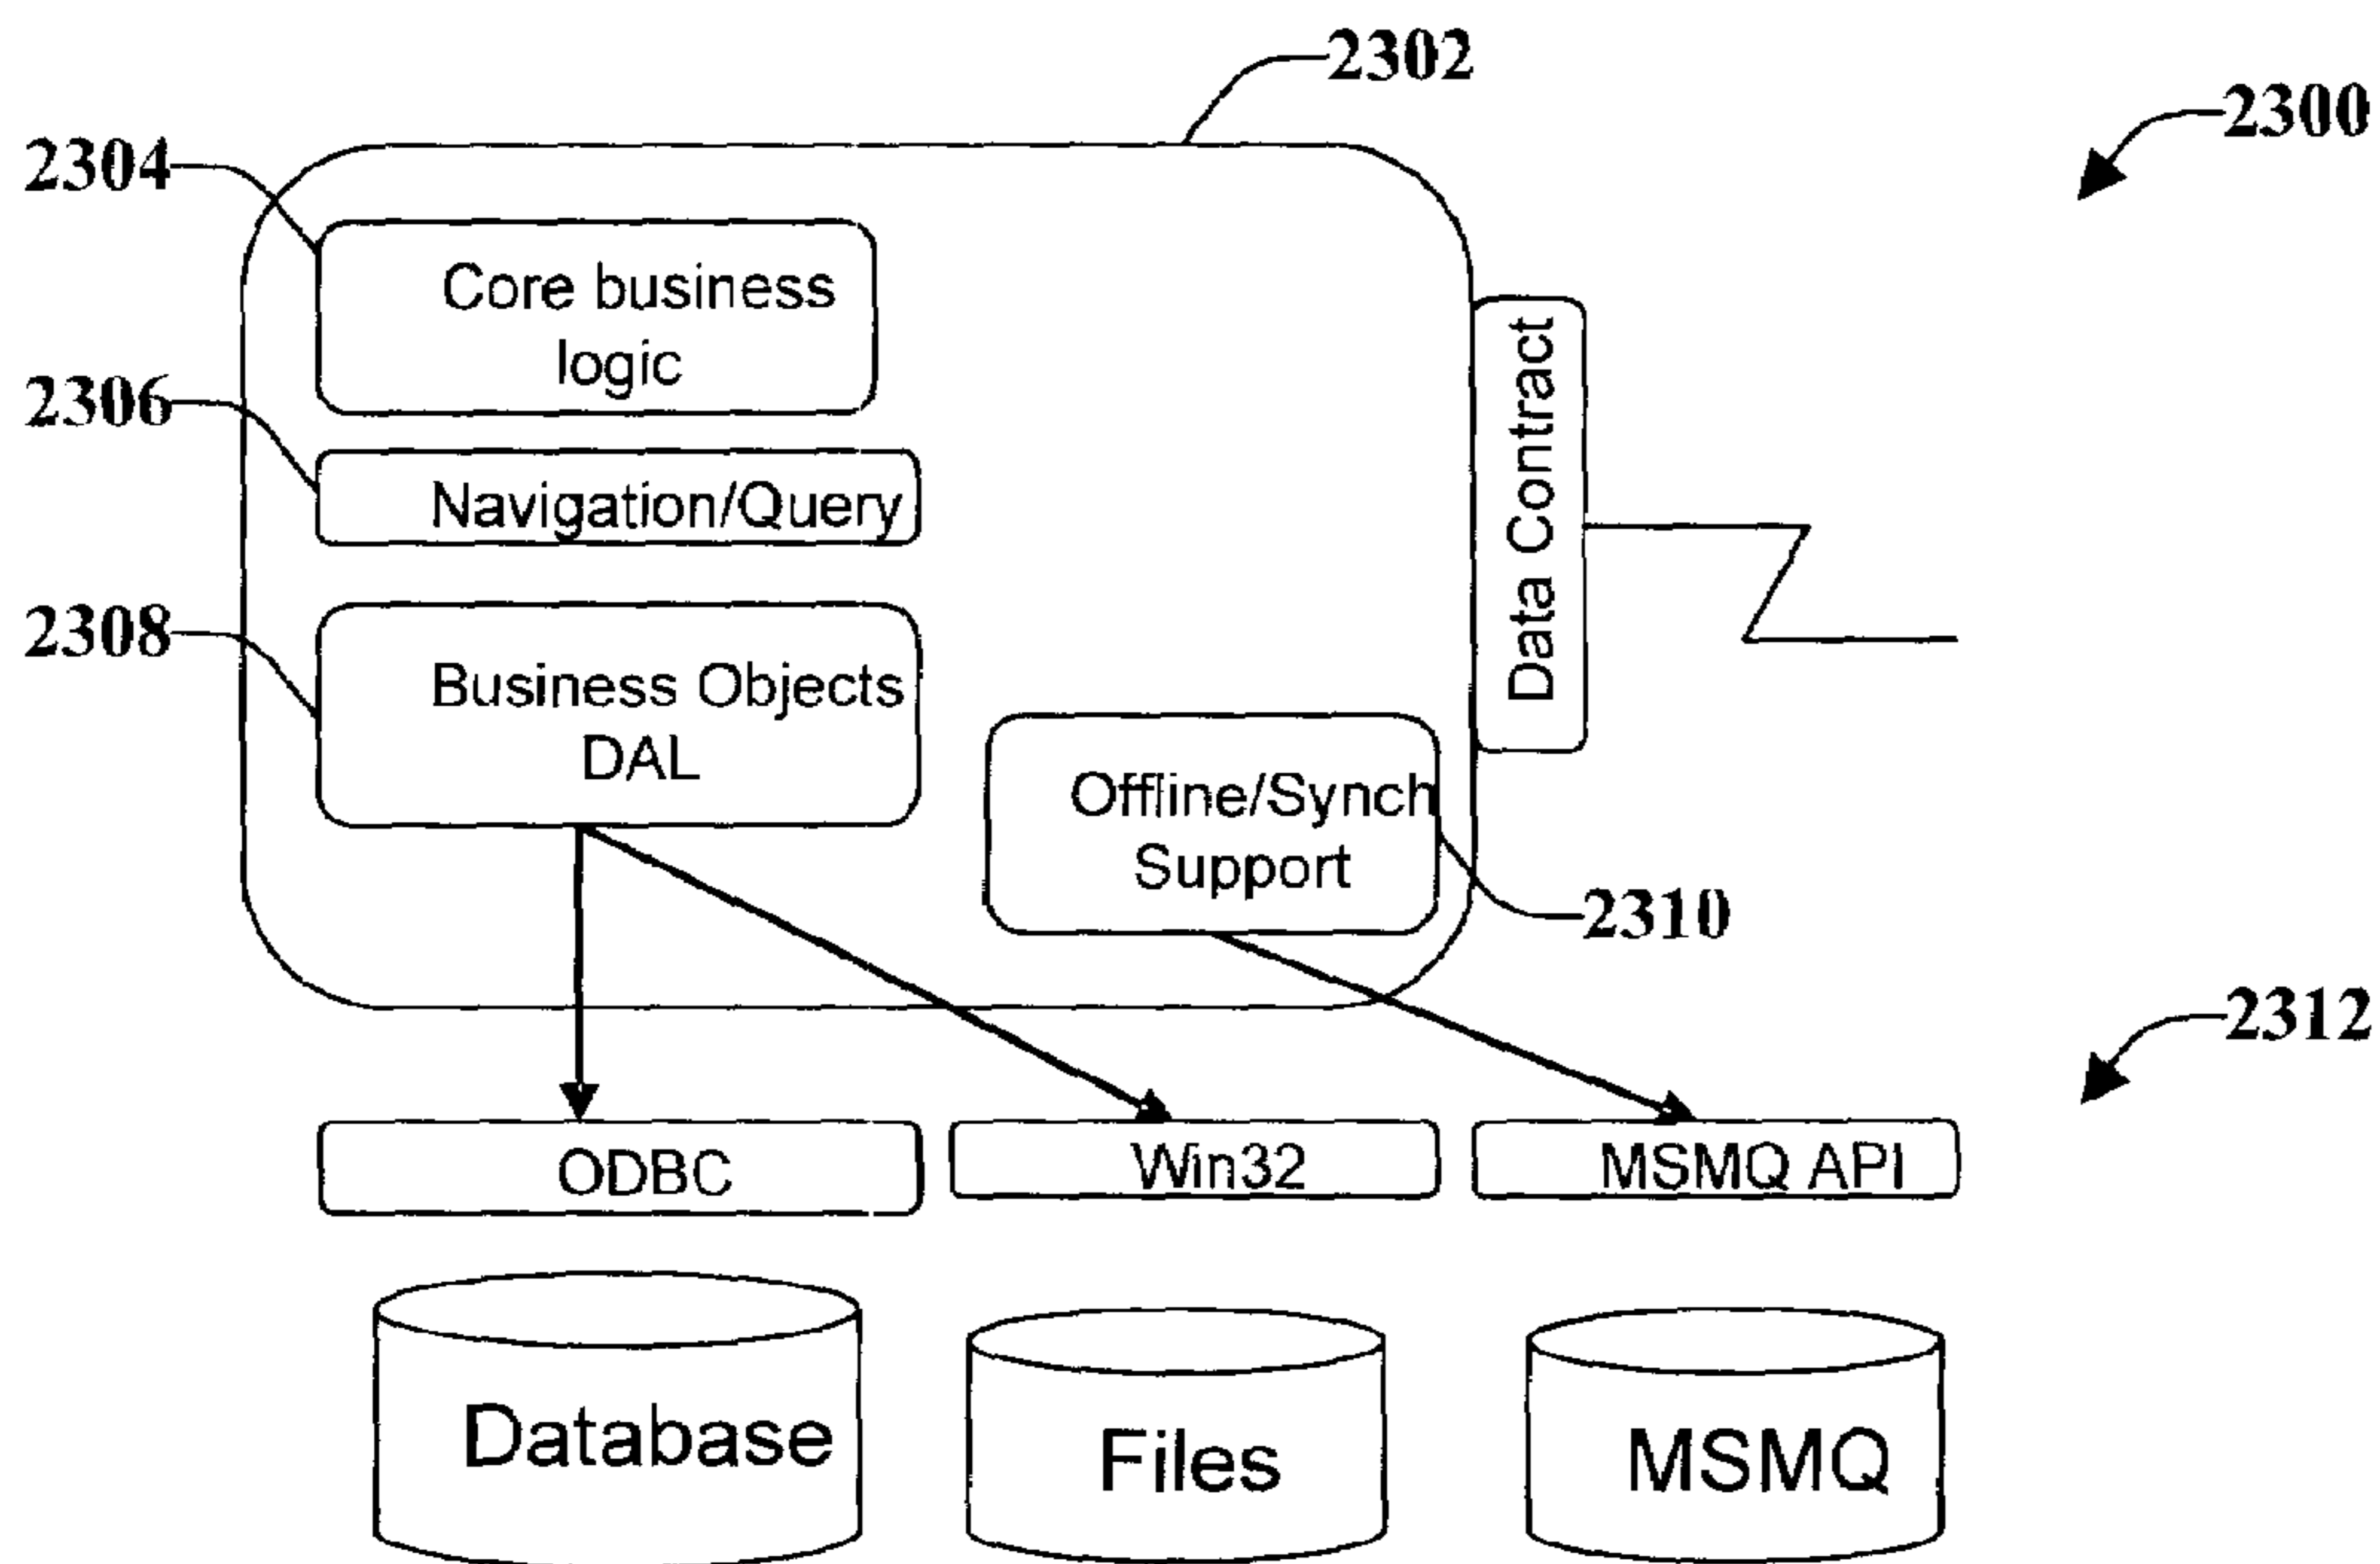 2302
2300
2304
Core business
logic
2306
Navigation/Query
Data Contract
2308
Business Objects
DAL
Offline/Synch
Support
2310
2312
ODBC
Win32
MSMQ API
Database
Files
MSMQ